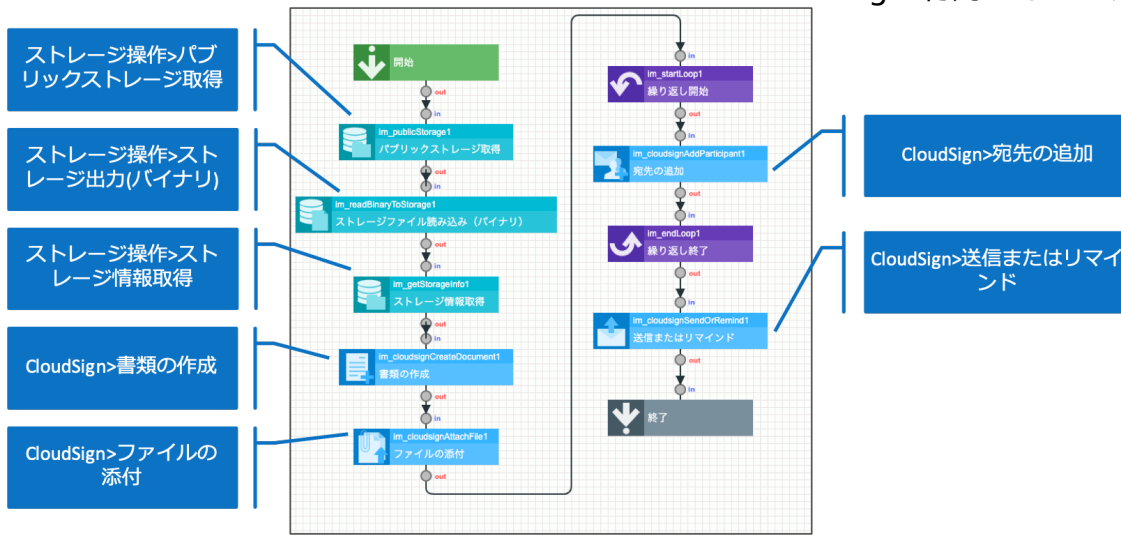 ストレージ操作>パブ
リックストレージ取得
ストレージ操作>スト
レージ出力(バイナリ)
ストレージ操作>スト
レージ情報取得
CloudSign>書類の作成
CloudSign>ファイルの
添付
開始
out
in
im_publicStorage1
パブリックストレージ取得
out
in
im_readBinaryToStorage1
ストレージファイル読み込み（バイナリ）
out
in
im_getStorageInfo1
ストレージ情報取得
out
in
im_cloudsignCreateDocument1
書類の作成
out
in
im_cloudsignAttachFile1
ファイルの添付
out
in
im_startLoop1
繰り返し開始
out
in
im_cloudsignAddParticipant1
宛先の追加
out
in
im_endLoop1
繰り返し終了
out
in
im_cloudsignSendOrRemind1
送信またはリマインド
out
in
終了
CloudSign>宛先の追加
CloudSign>送信またはリマイ
ンド